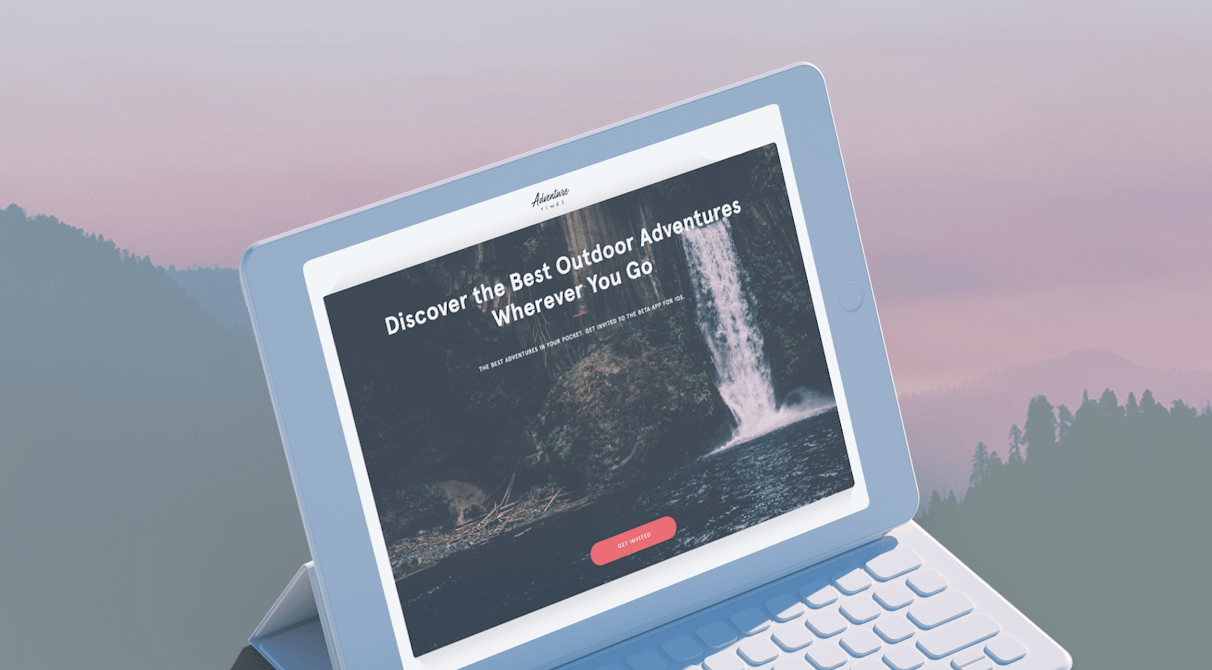 Adventure
TIMES
Discover the Best Outdoor Adventures
Wherever You Go
THE BEST ADVENTURES IN YOUR POCKET. GET INVITED TO THE BETA APP FOR IOS.
GET INVITED